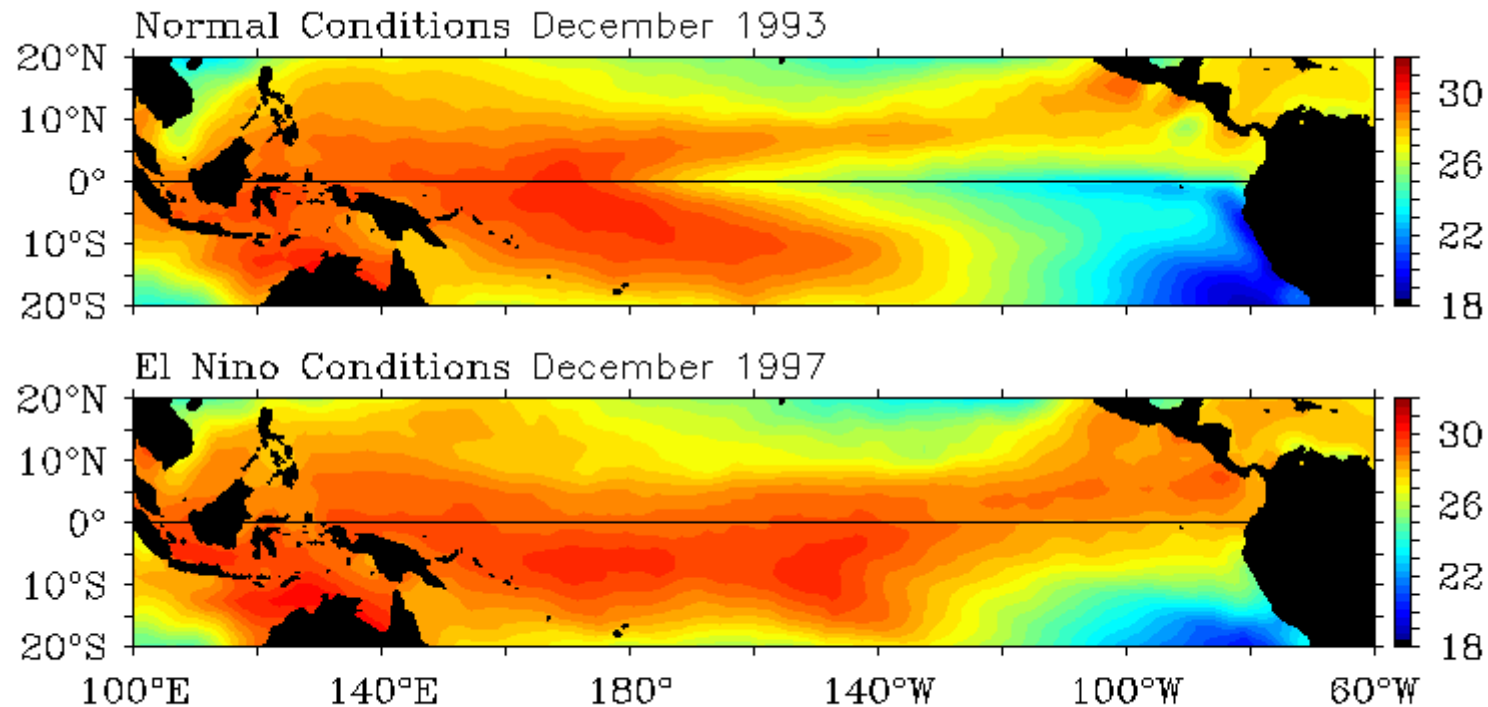 Normal Conditions December 1993
20°N
10°N
0°
10°S
20°S
30
26
22
18
El Nino Conditions December 1997
20°N
10°N
0°
10°S
20°S
30
26
22
18
100°E 140°E 180° 140°W 100°W 60°W